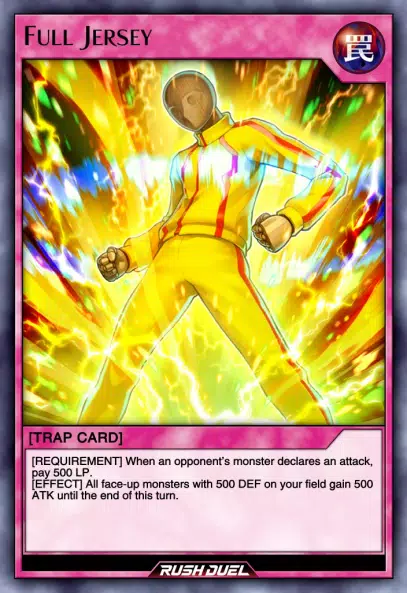 Full Jersey
罠
[TRAP CARD]
[REQUIREMENT] When an opponent's monster declares an attack,
pay 500 LP.
[EFFECT] All face-up monsters with 500 DEF on your field gain 500
ATK until the end of this turn.
RUSH DUEL